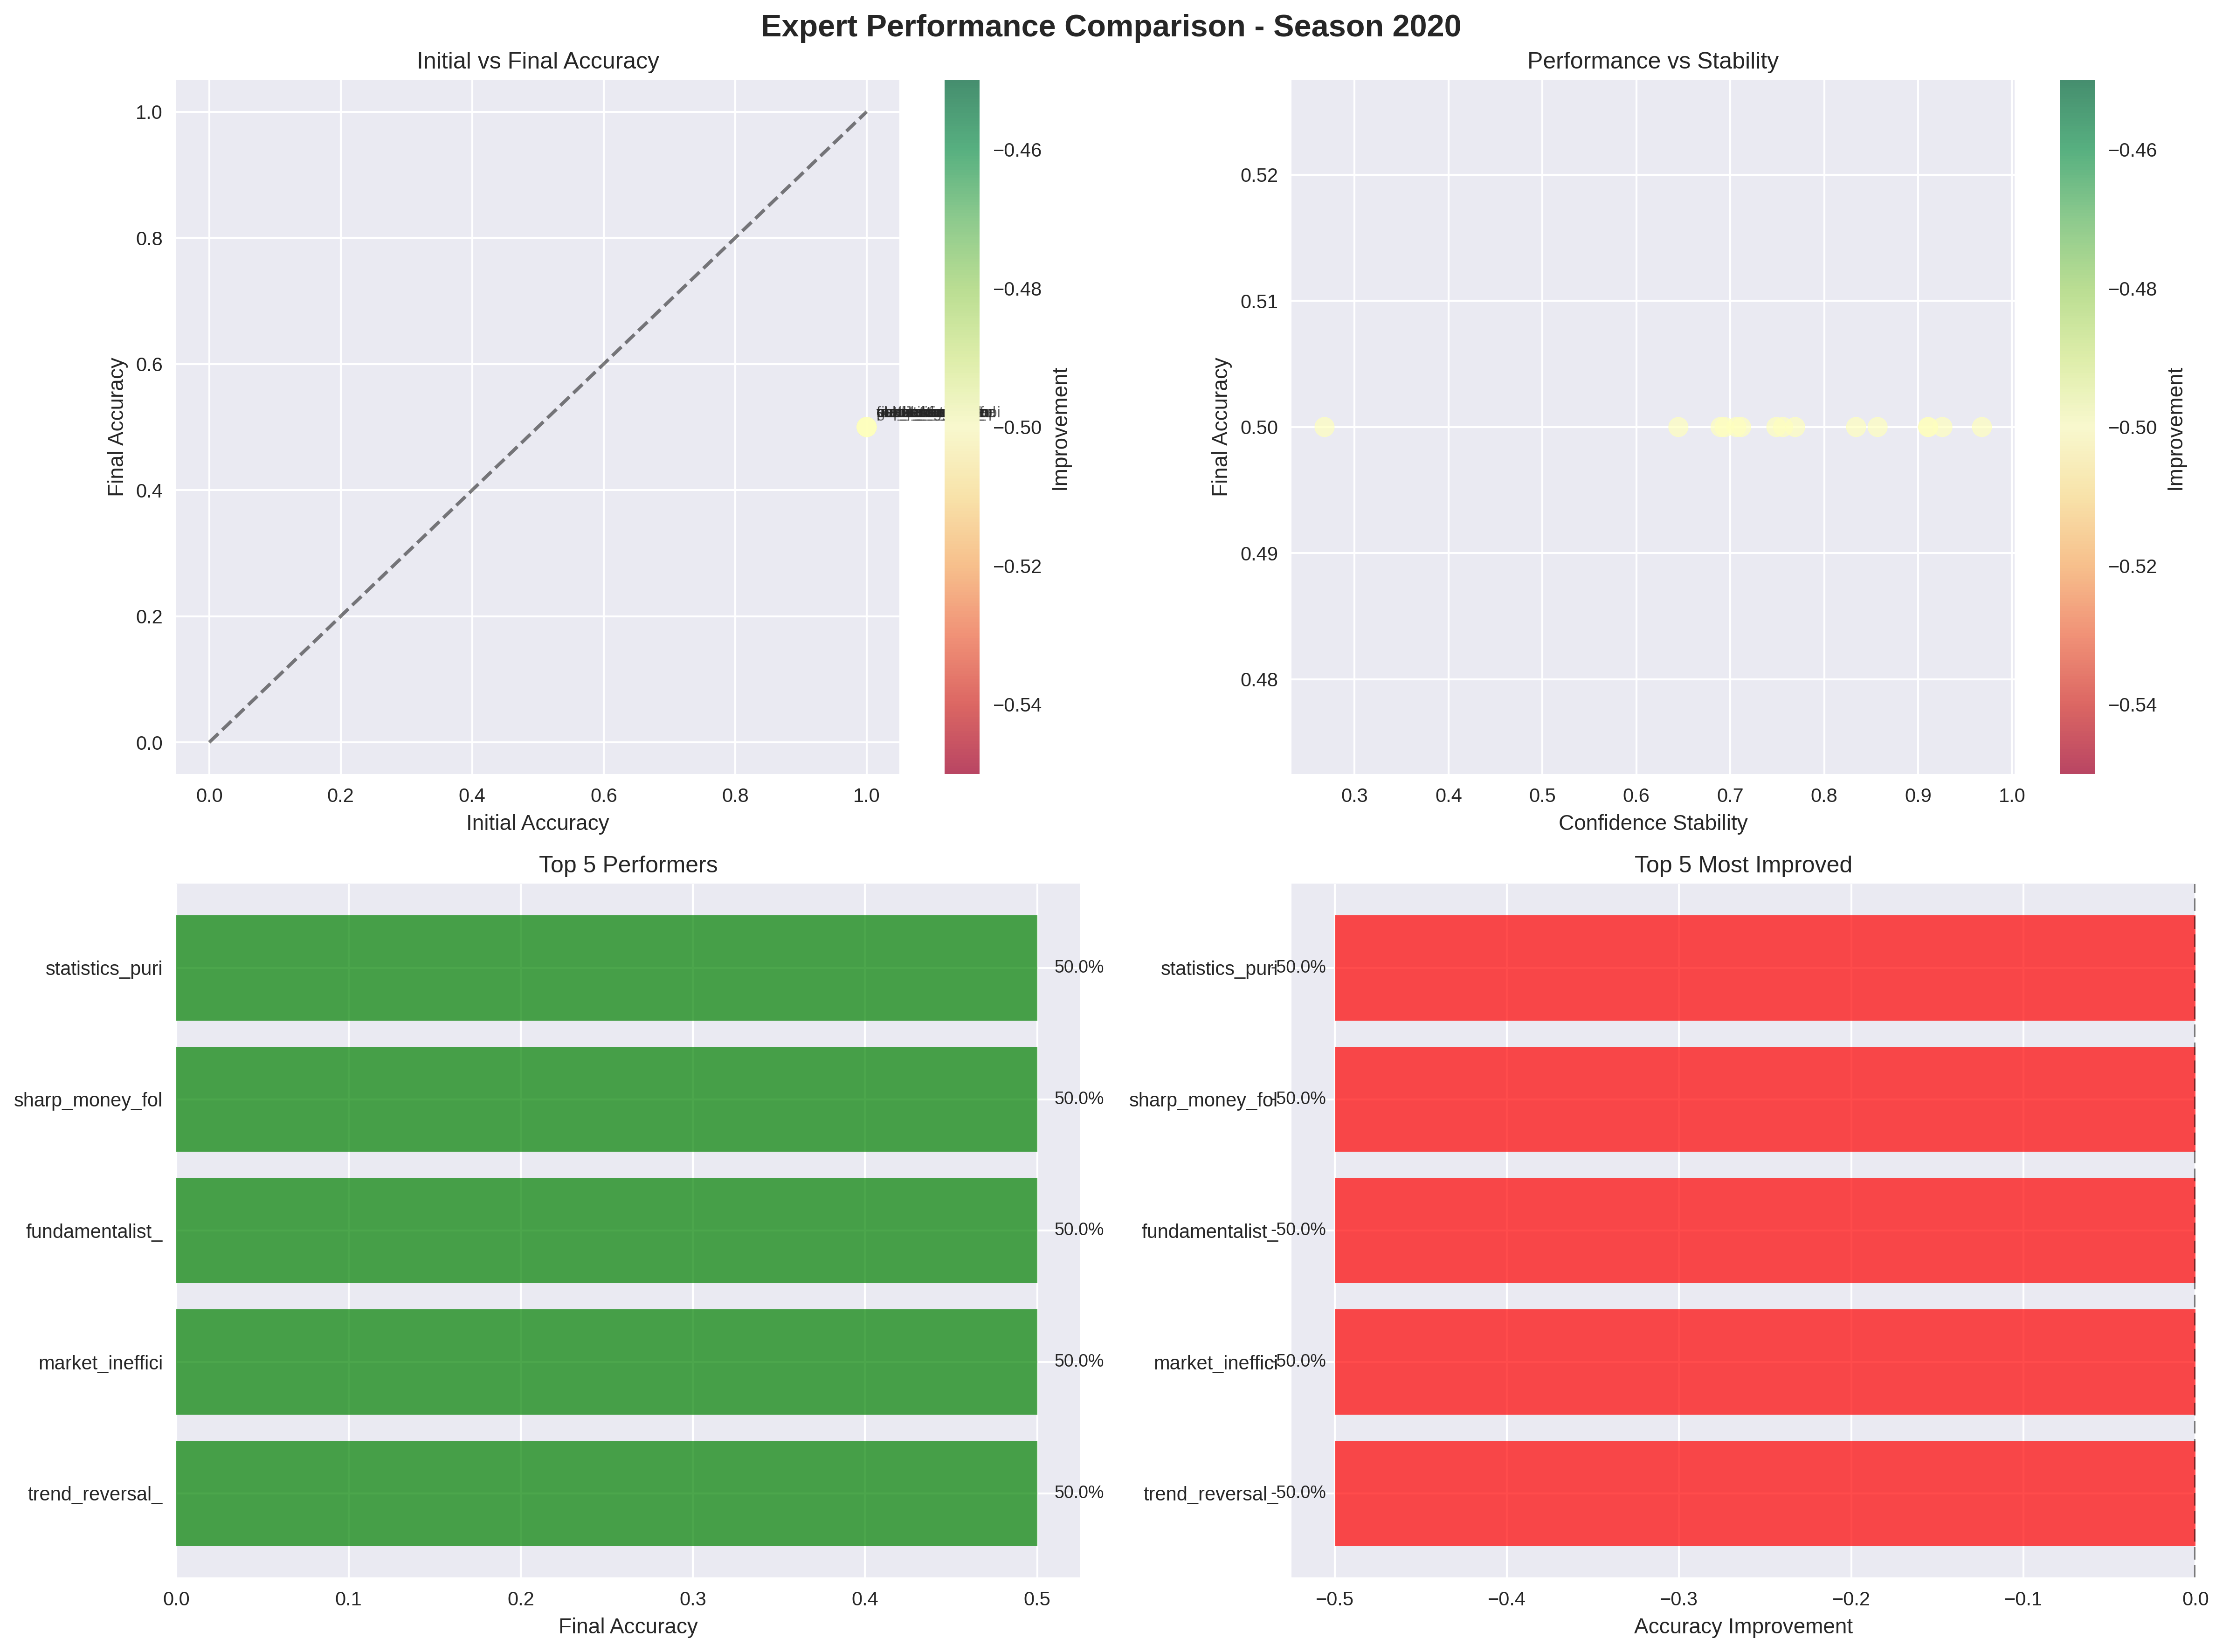 Expert Performance Comparison - Season 2020
Initial vs Final Accuracy
1.0
0.8
0.6
0.4
0.2
0.0
Final Accuracy
0.0 0.2 0.4 0.6 0.8 1.0
Initial Accuracy
−0.46
−0.48
−0.50
−0.52
−0.54
Improvement
Performance vs Stability
0.52
0.51
0.50
0.49
0.48
Final Accuracy
0.3 0.4 0.5 0.6 0.7 0.8 0.9 1.0
Confidence Stability
−0.46
−0.48
−0.50
−0.52
−0.54
Improvement
Top 5 Performers
statistics_puri 50.0%
sharp_money_fol 50.0%
fundamentalist_ 50.0%
market_ineffici 50.0%
trend_reversal_ 50.0%
0.0 0.1 0.2 0.3 0.4 0.5
Final Accuracy
Top 5 Most Improved
statistics_puri -50.0%
sharp_money_fol -50.0%
fundamentalist_ -50.0%
market_ineffici -50.0%
trend_reversal_ -50.0%
−0.5 −0.4 −0.3 −0.2 −0.1 0.0
Accuracy Improvement